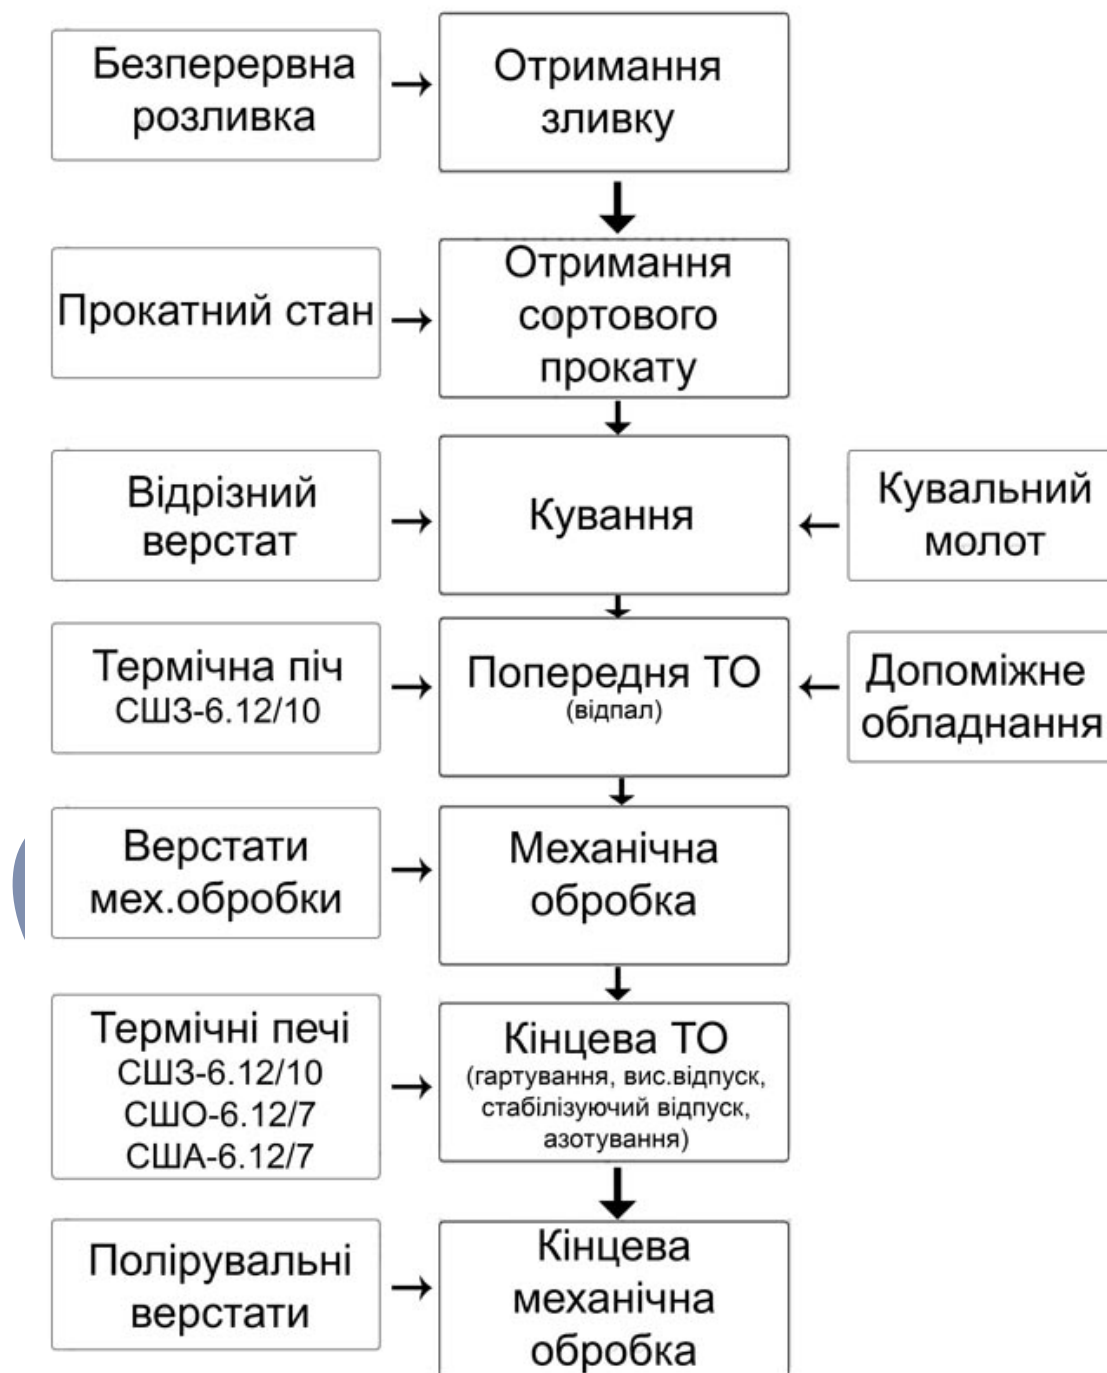 Безперервна
розливка
Отримання
зливку
Прокатний стан
Отримання
сортового
прокату
Відрізний
верстат
Кування
Кувальний
молот
Термічна піч
СШЗ-6.12/10
Попередня ТО
(відпал)
Допоміжне
обладнання
Верстати
мех.обробки
Механічна
обробка
Термічні печі
СШЗ-6.12/10
СШО-6.12/7
США-6.12/7
Кінцева ТО
(гартування, вис.відпуск,
стабілізуючий відпуск,
азотування)
Полірувальні
верстати
Кінцева
механічна
обробка